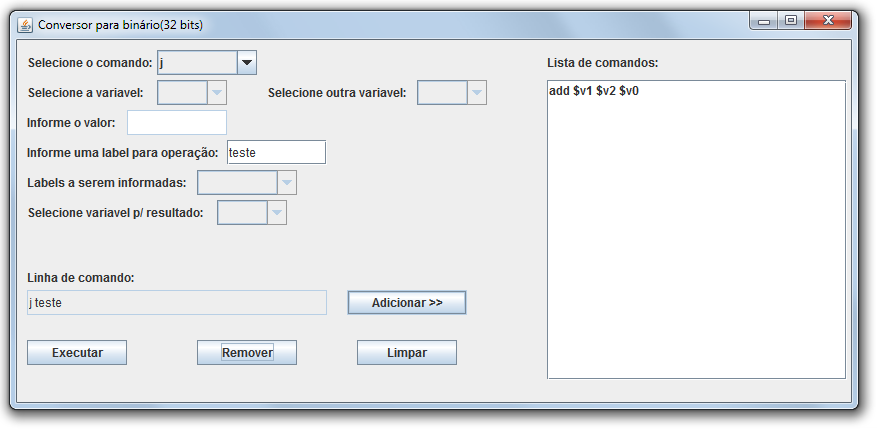 Conversor para binário(32 bits)
Selecione o comando: j
Selecione a variavel:
Selecione outra variavel:
Informe o valor:
Informe uma label para operação: teste
Labels a serem informadas:
Selecione variavel p/ resultado:
Linha de comando:
j teste
Adicionar >>
Executar
Remover
Limpar
Lista de comandos:
add $v1 $v2 $v0